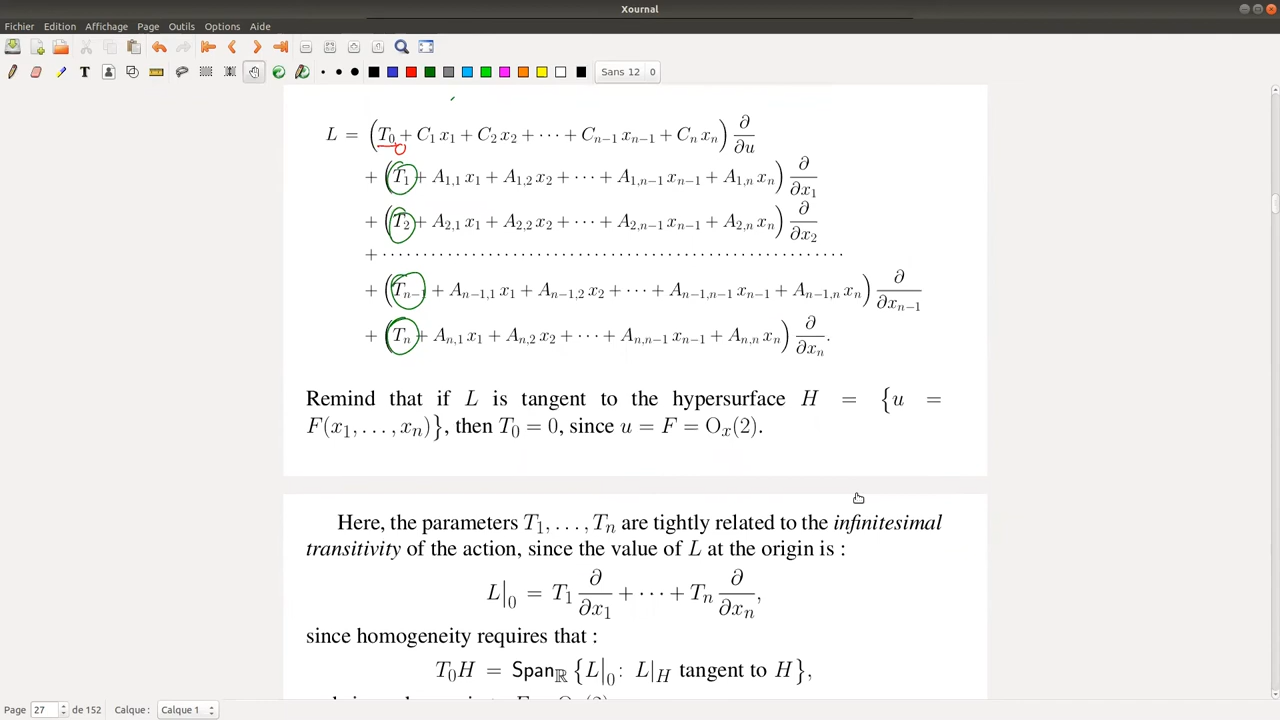 Xournal
Fichier Edition Affichage Page Outils Options Aide
Sans 12 0
L = (T_0 + C_1 x_1 + C_2 x_2 + ⋯ + C_{n−1} x_{n−1} + C_n x_n) ∂/∂u
+ (T_1 + A_{1,1} x_1 + A_{1,2} x_2 + ⋯ + A_{1,n−1} x_{n−1} + A_{1,n} x_n) ∂/∂x_1
+ (T_2 + A_{2,1} x_1 + A_{2,2} x_2 + ⋯ + A_{2,n−1} x_{n−1} + A_{2,n} x_n) ∂/∂x_2
+ ⋯⋯⋯⋯⋯⋯⋯⋯⋯⋯⋯⋯⋯⋯⋯⋯⋯⋯
+ (T_{n−1} + A_{n−1,1} x_1 + A_{n−1,2} x_2 + ⋯ + A_{n−1,n−1} x_{n−1} + A_{n−1,n} x_n) ∂/∂x_{n−1}
+ (T_n + A_{n,1} x_1 + A_{n,2} x_2 + ⋯ + A_{n,n−1} x_{n−1} + A_{n,n} x_n) ∂/∂x_n.
Remind that if L is tangent to the hypersurface H = {u =
F(x_1, . . . , x_n)}, then T_0 = 0, since u = F = O_x(2).
Here, the parameters T_1, . . . , T_n are tightly related to the infinitesimal
transitivity of the action, since the value of L at the origin is :
L|_0 = T_1 ∂/∂x_1 + ⋯ + T_n ∂/∂x_n,
since homogeneity requires that :
T_0 H = Span_ℝ {L|_0 : L|_H tangent to H},
Page 27 de 152 Calque : Calque 1